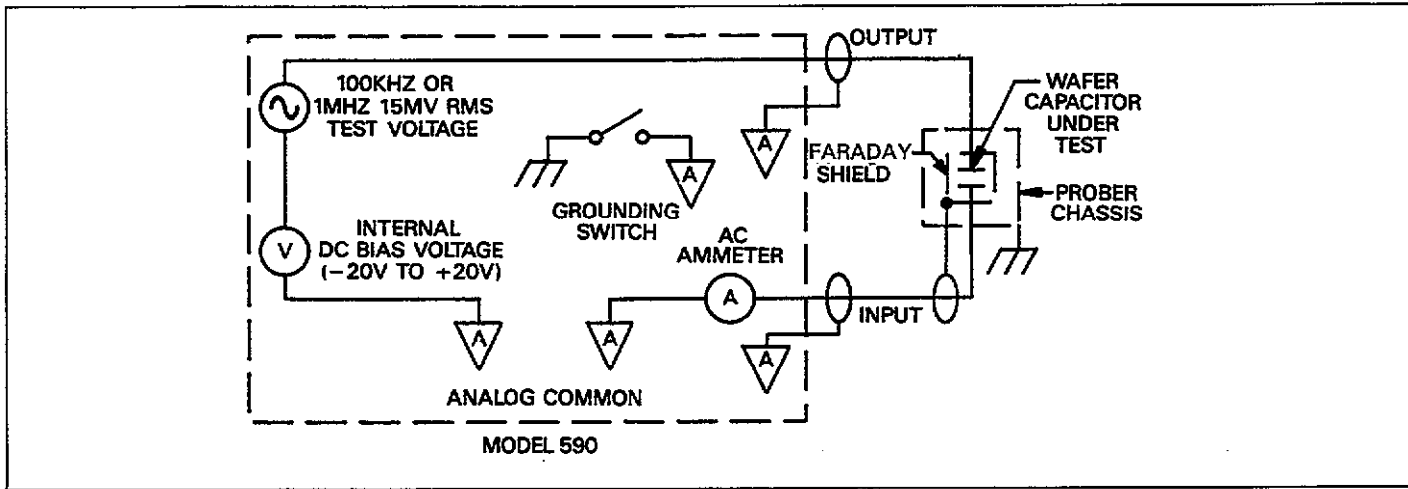 OUTPUT
100KHZ OR
1MHZ 15MV RMS
TEST VOLTAGE
WAFER
CAPACITOR
UNDER
TEST
A
FARADAY
SHIELD
A
PROBER
CHASSIS
GROUNDING
SWITCH
INTERNAL
DC BIAS VOLTAGE
(−20V TO +20V)
V
AC
AMMETER
A
INPUT
A
A
A
ANALOG COMMON
MODEL 590